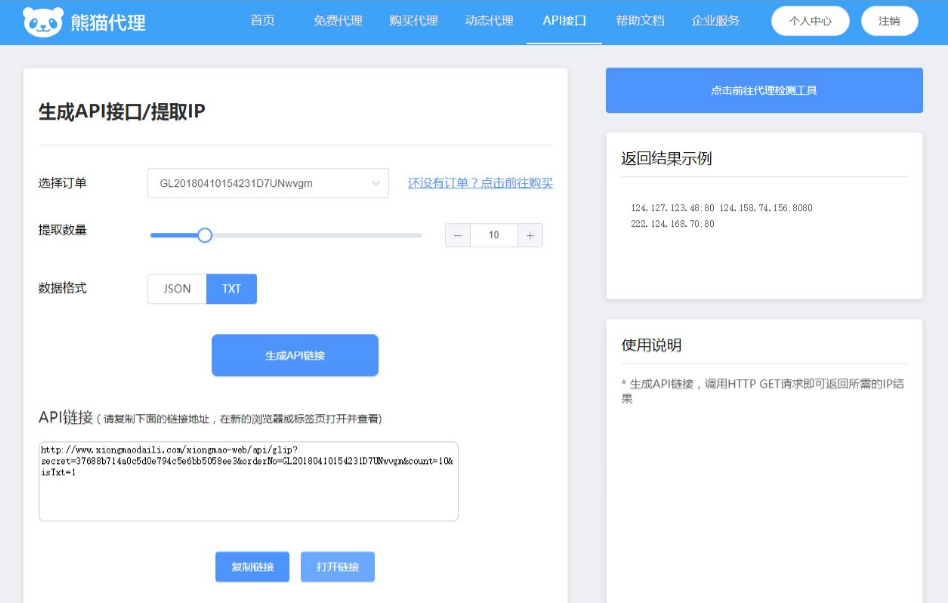 熊猫代理
首页 免费代理 购买代理 动态代理 API接口 帮助文档 企业服务 个人中心 注销
生成API接口/提取IP
选择订单 GL20180410154231D7UNwvgm 还没有订单？点击前往购买
提取数量 − 10 +
数据格式 JSON TXT
生成API链接
API链接 ( 请复制下面的链接地址，在新的浏览器或标签页打开并查看)
http://www.xiongmaodaili.com/xiongmao-web/api/glip?
secret=37688b714a0c5d0e794c5e6bb5058ee3&orderNo=GL20180410154231D7UNwvgm&count=10&
isTxt=1
复制链接 打开链接
点击前往代理检测工具
返回结果示例
124.127.123.48:80 124.158.74.156:8080
222.124.168.70:80
使用说明
* 生成API链接，调用HTTP GET请求即可返回所需的IP结
果